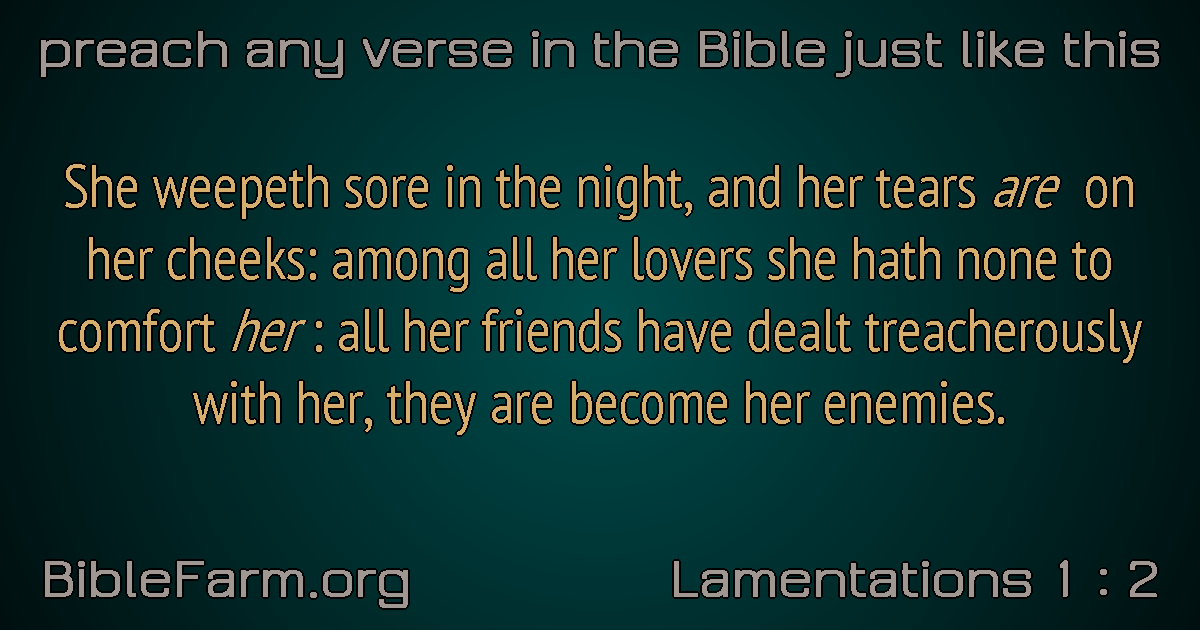 preach any verse in the Bible just like this
She weepeth sore in the night, and her tears are on
her cheeks: among all her lovers she hath none to
comfort her : all her friends have dealt treacherously
with her, they are become her enemies.
BibleFarm.org
Lamentations 1 : 2